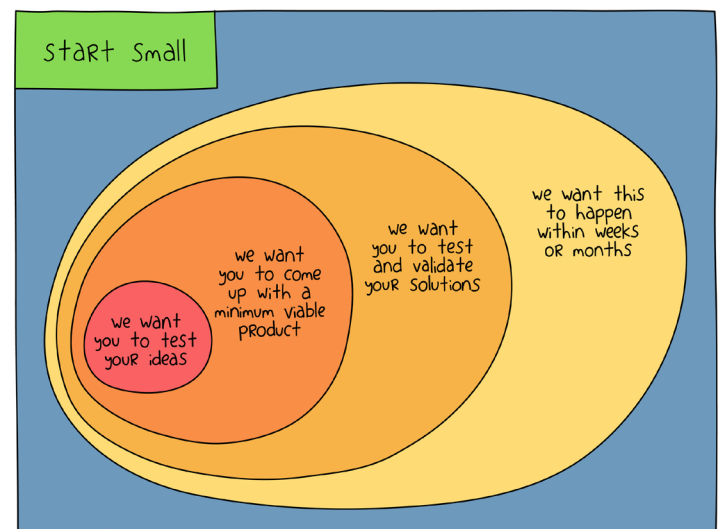 start small
we want this
to happen
within weeks
or months
we want
you to test
and validate
your solutions
we want
you to come
up with a
minimum viable
product
we want
you to test
your ideas